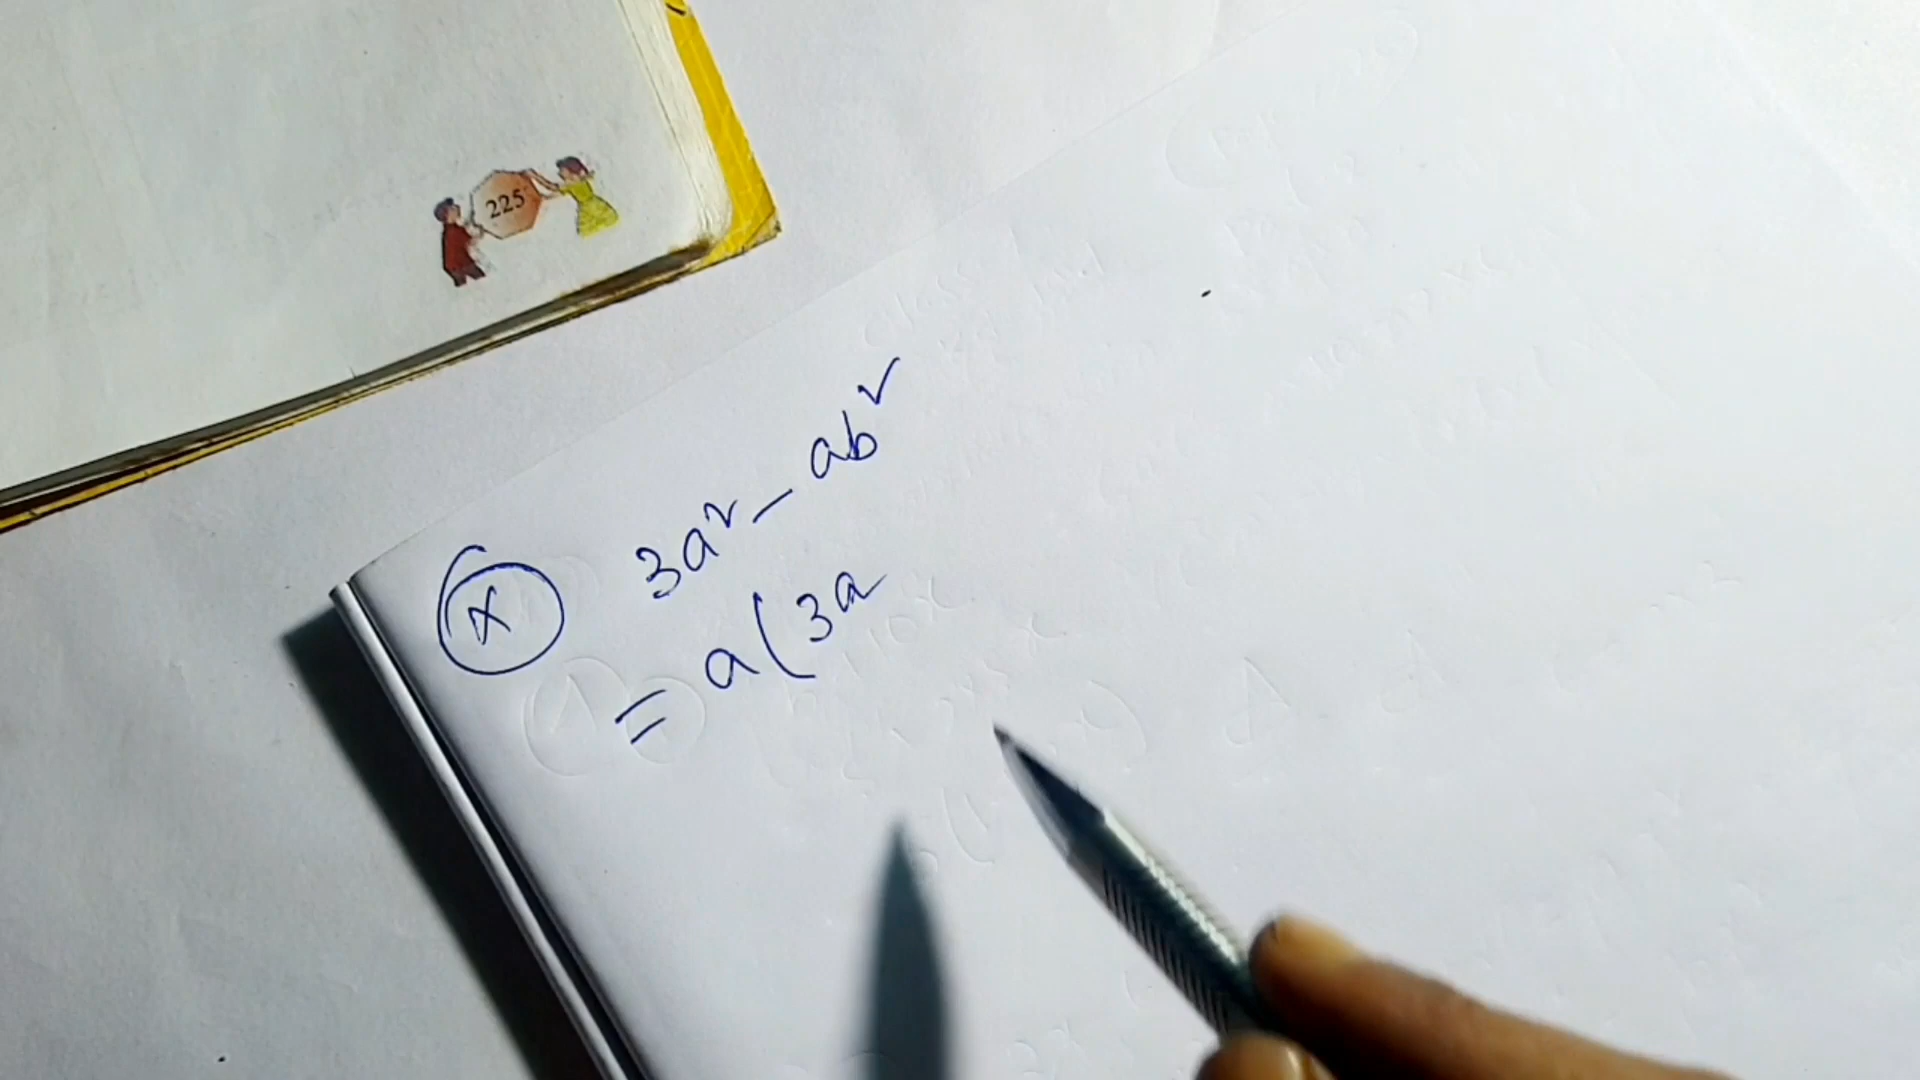 225
(x) 3a² - ab²
= a(3a